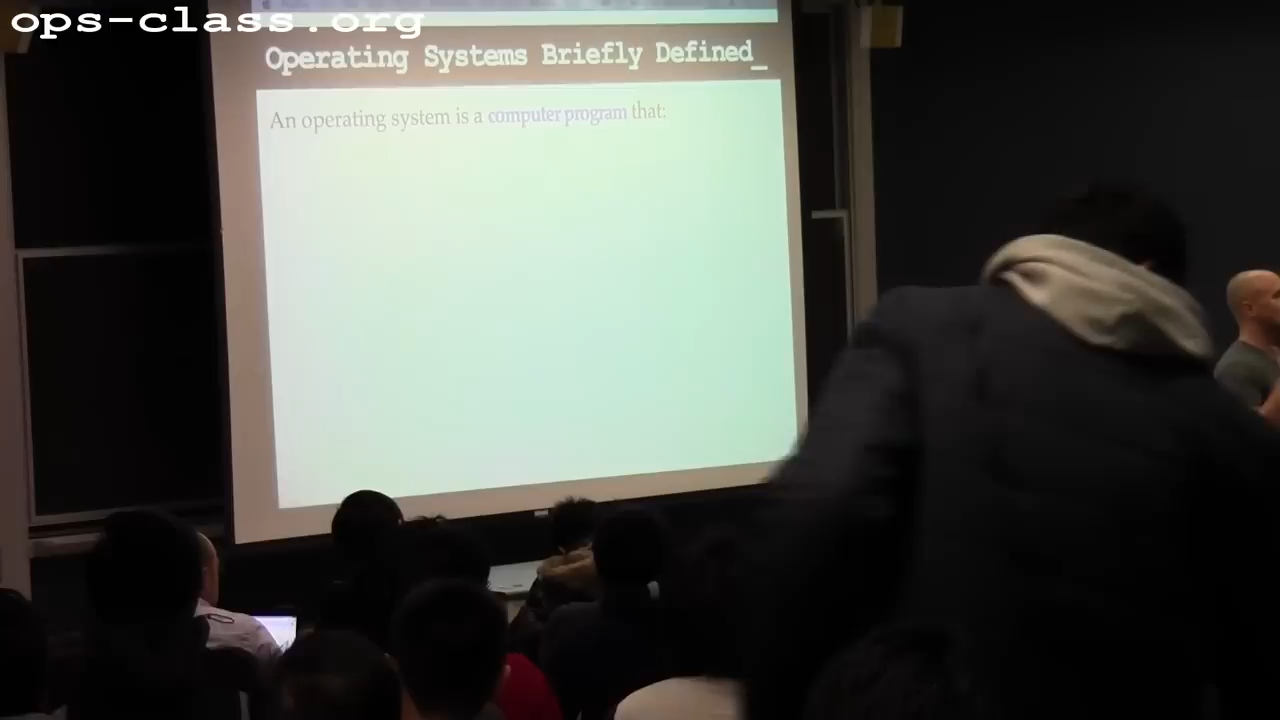 ops-class.org
Operating Systems Briefly Defined_
An operating system is a computer program that: